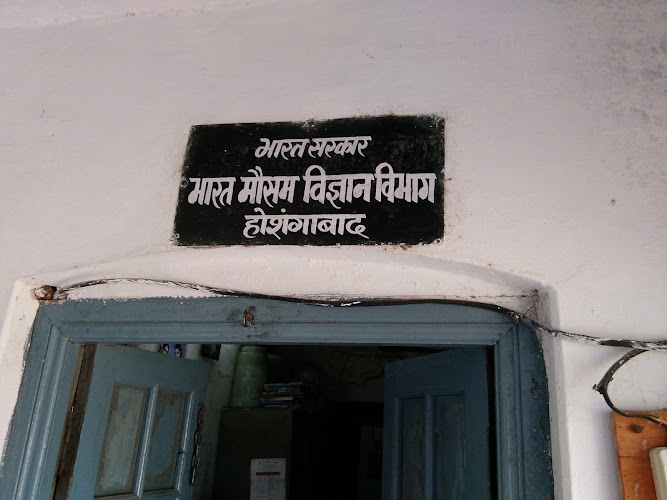 भारत सरकार
भारत मौसम विज्ञान विभाग
होशंगाबाद